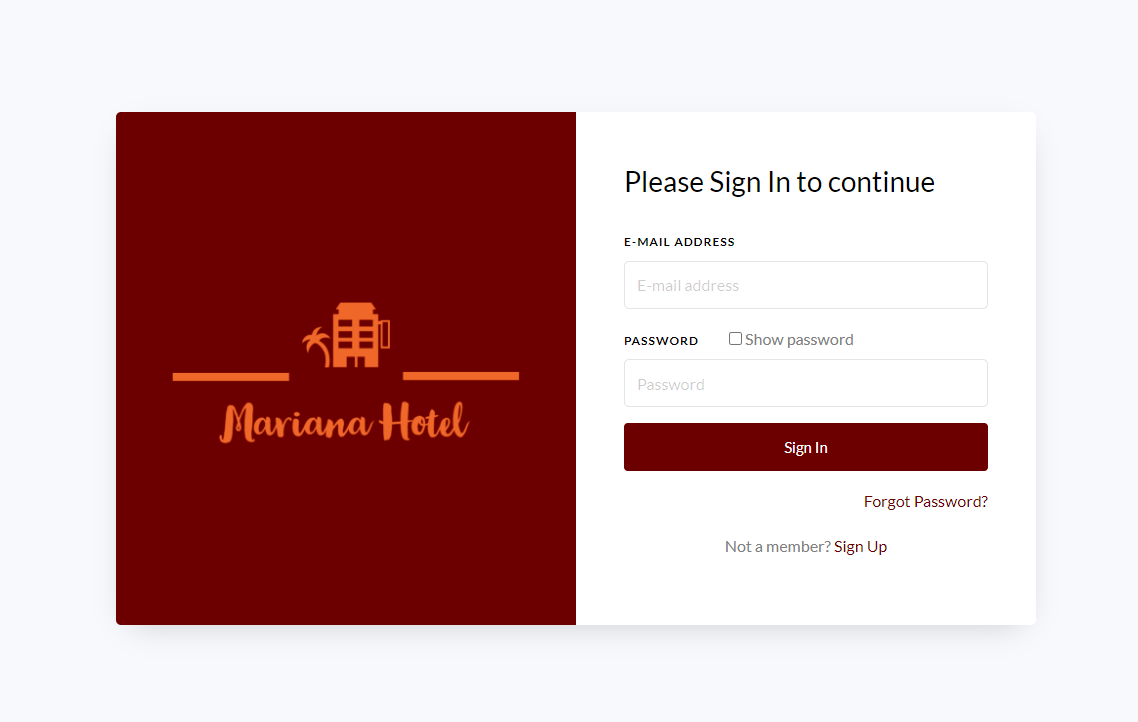 Mariana Hotel
Please Sign In to continue
E-MAIL ADDRESS
E-mail address
PASSWORD Show password
Password
Sign In
Forgot Password?
Not a member? Sign Up